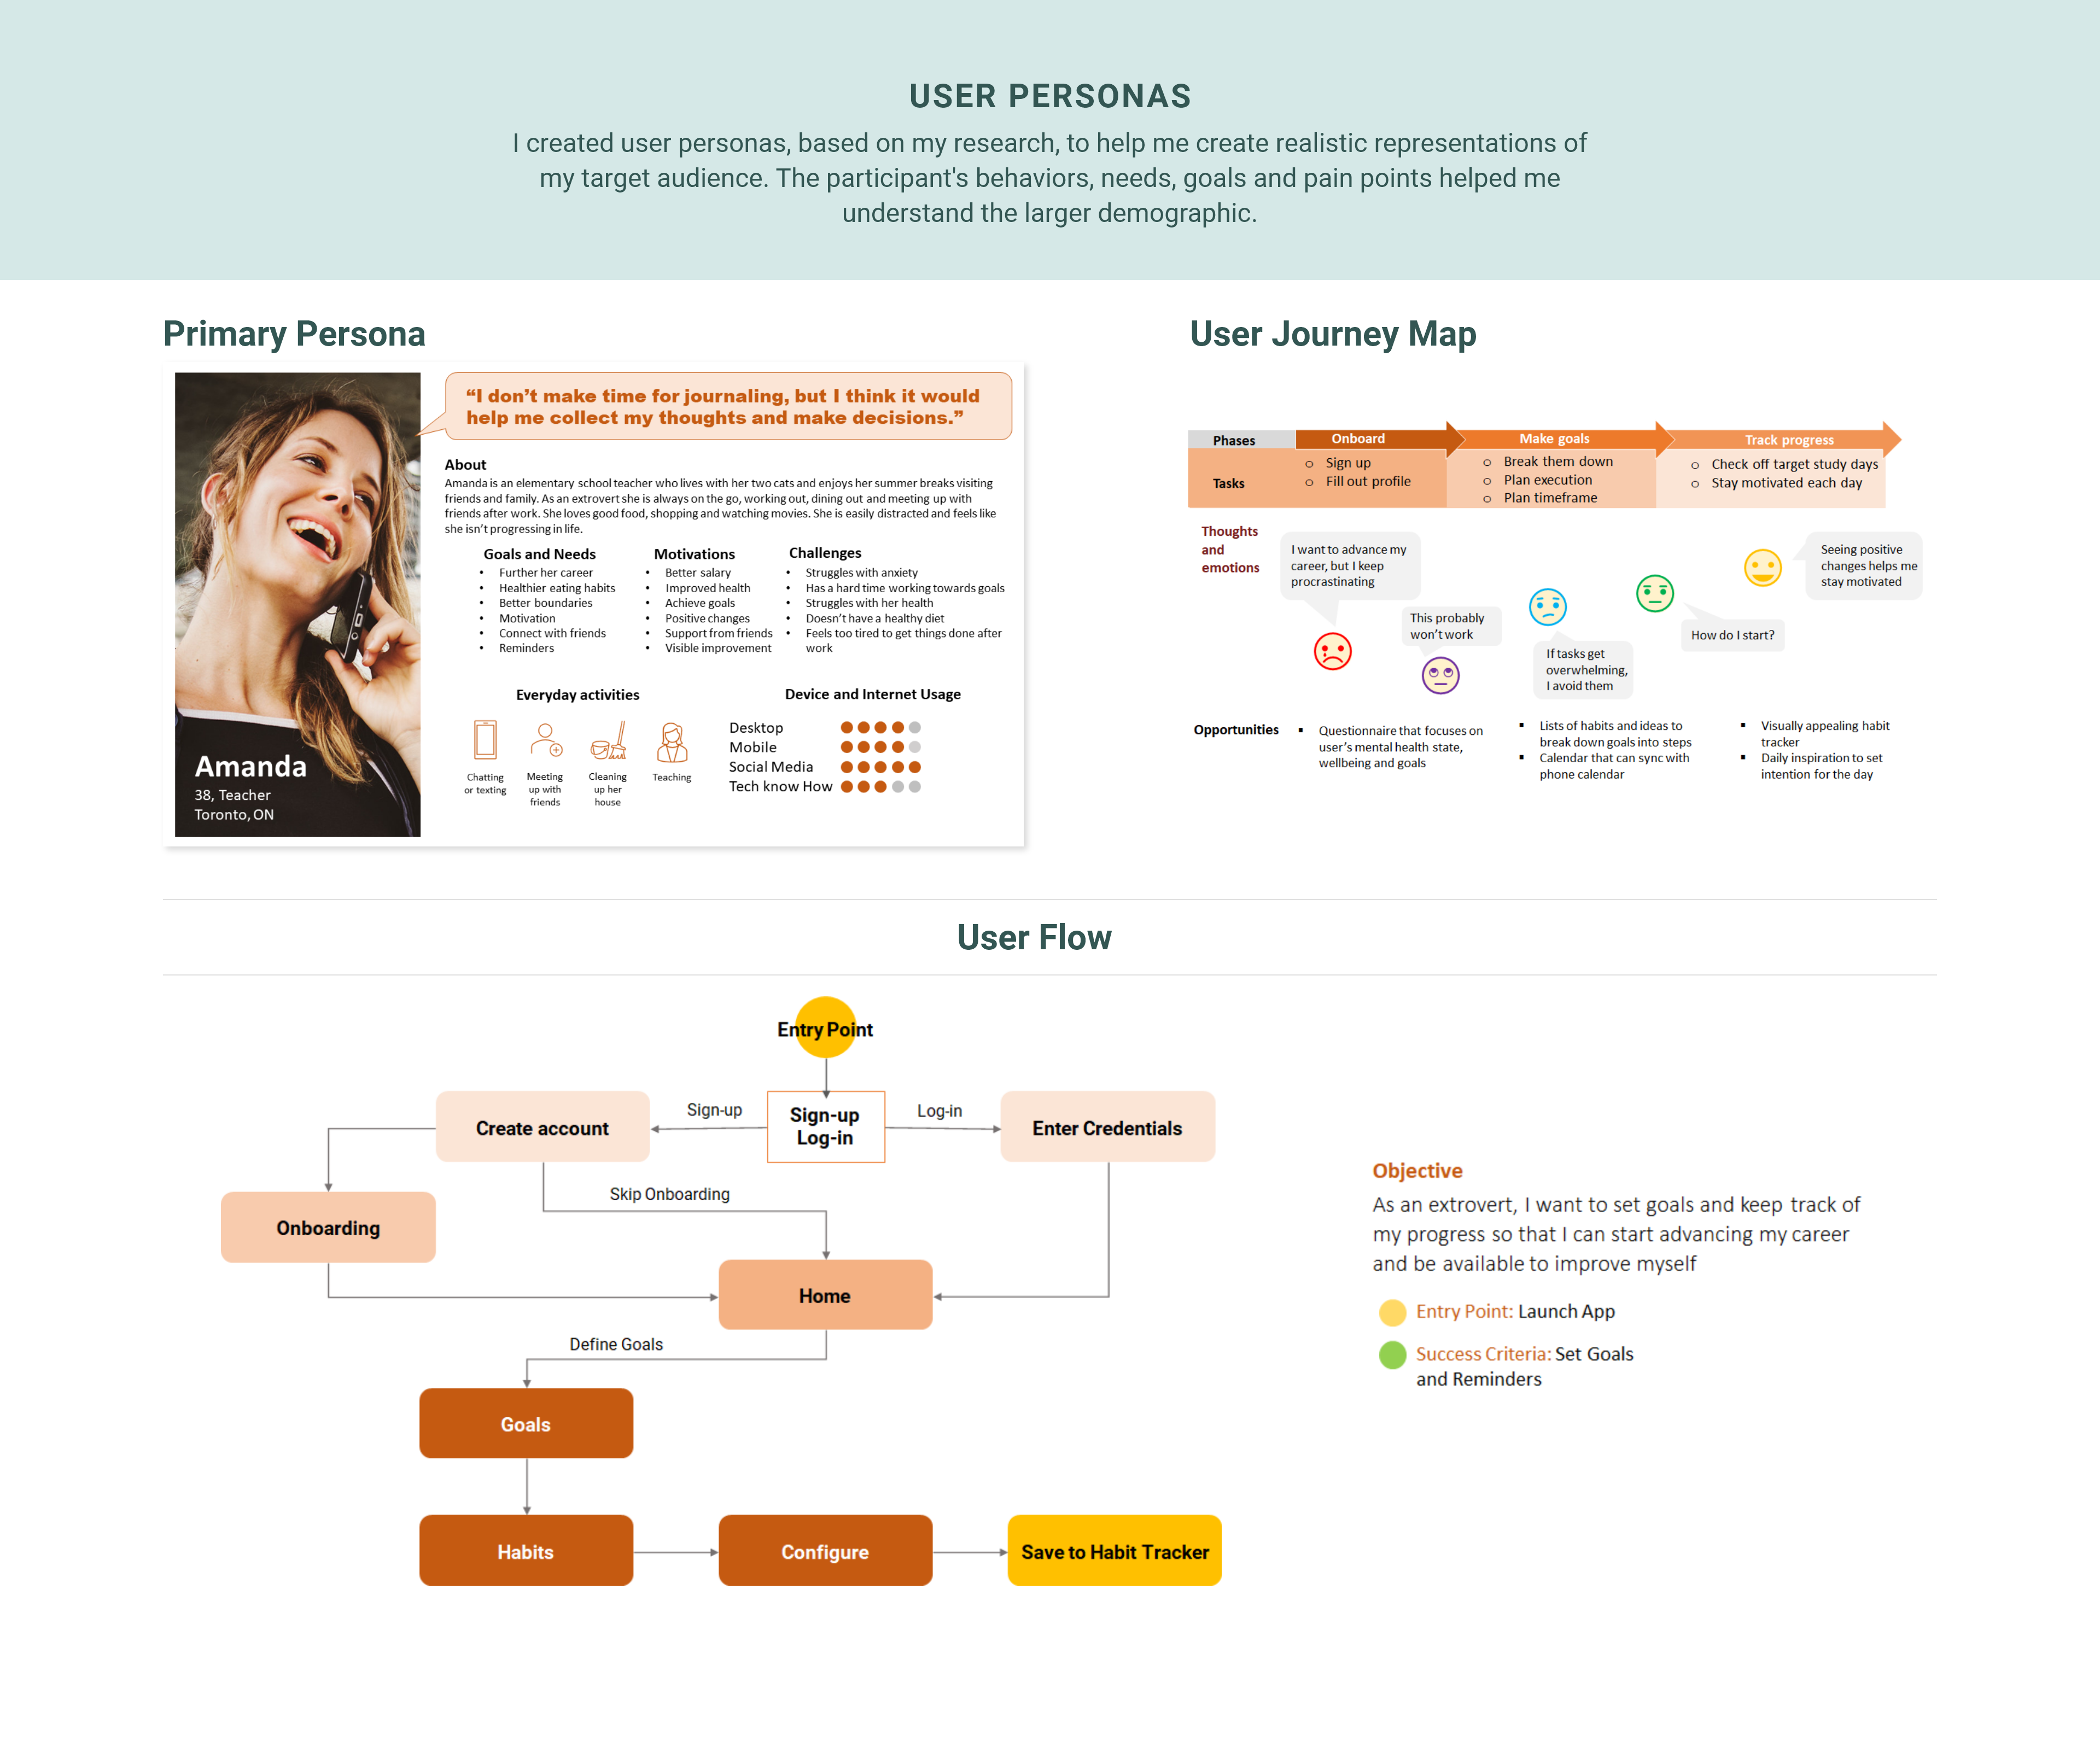 USER PERSONAS
I created user personas, based on my research, to help me create realistic representations of
my target audience. The participant's behaviors, needs, goals and pain points helped me
understand the larger demographic.
Primary Persona
“I don’t make time for journaling, but I think it would
help me collect my thoughts and make decisions.”
About
Amanda is an elementary school teacher who lives with her two cats and enjoys her summer breaks visiting
friends and family. As an extrovert she is always on the go, working out, dining out and meeting up with
friends after work. She loves good food, shopping and watching movies. She is easily distracted and feels like
she isn’t progressing in life.
Goals and Needs
• Further her career
• Healthier eating habits
• Better boundaries
• Motivation
• Connect with friends
• Reminders
Motivations
• Better salary
• Improved health
• Achieve goals
• Positive changes
• Support from friends
• Visible improvement
Challenges
• Struggles with anxiety
• Has a hard time working towards goals
• Struggles with her health
• Doesn’t have a healthy diet
• Feels too tired to get things done after
work
Amanda
38, Teacher
Toronto, ON
Everyday activities
Chatting
or texting
Meeting
up with
friends
Cleaning
up her
house
Teaching
Device and Internet Usage
Desktop
Mobile
Social Media
Tech know How
User Journey Map
Phases
Onboard
Make goals
Track progress
Tasks
o Sign up
o Fill out profile
o Break them down
o Plan execution
o Plan timeframe
o Check off target study days
o Stay motivated each day
Thoughts
and
emotions
I want to advance my
career, but I keep
procrastinating
This probably
won’t work
If tasks get
overwhelming,
I avoid them
How do I start?
Seeing positive
changes helps me
stay motivated
Opportunities
▪ Questionnaire that focuses on
user’s mental health state,
wellbeing and goals
▪ Lists of habits and ideas to
break down goals into steps
▪ Calendar that can sync with
phone calendar
▪ Visually appealing habit
tracker
▪ Daily inspiration to set
intention for the day
User Flow
Entry Point
Sign-up
Log-in
Sign-up
Log-in
Create account
Enter Credentials
Skip Onboarding
Onboarding
Home
Define Goals
Goals
Habits
Configure
Save to Habit Tracker
Objective
As an extrovert, I want to set goals and keep track of
my progress so that I can start advancing my career
and be available to improve myself
Entry Point: Launch App
Success Criteria: Set Goals
and Reminders